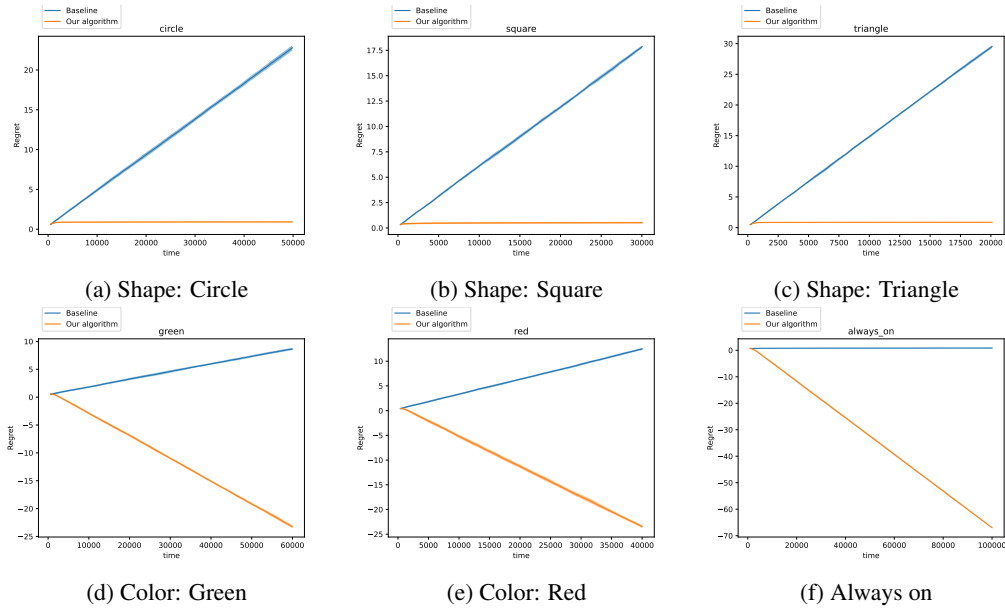 Baseline
Our algorithm
circle
Regret
20
15
10
5
0
0 10000 20000 30000 40000 50000
time
(a) Shape: Circle
Baseline
Our algorithm
square
Regret
17.5
15.0
12.5
10.0
7.5
5.0
2.5
0.0
0 5000 10000 15000 20000 25000 30000
time
(b) Shape: Square
Baseline
Our algorithm
triangle
Regret
30
25
20
15
10
5
0
0 2500 5000 7500 10000 12500 15000 17500 20000
time
(c) Shape: Triangle
Baseline
Our algorithm
green
Regret
10
5
0
−5
−10
−15
−20
−25
0 10000 20000 30000 40000 50000 60000
time
(d) Color: Green
Baseline
Our algorithm
red
Regret
10
5
0
−5
−10
−15
−20
−25
0 5000 10000 15000 20000 25000 30000 35000 40000
time
(e) Color: Red
Baseline
Our algorithm
always_on
Regret
0
−10
−20
−30
−40
−50
−60
−70
0 20000 40000 60000 80000 100000
time
(f) Always on